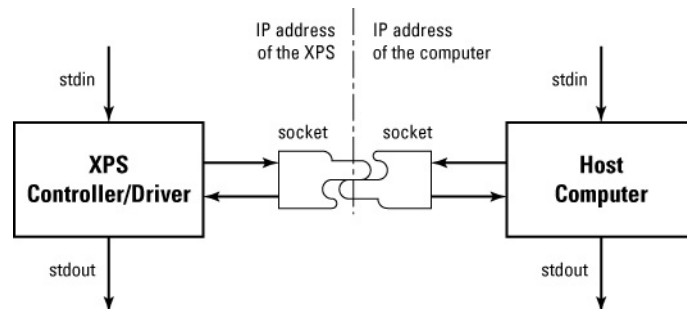 IP address
of the XPS
IP address
of the computer
stdin
stdin
socket
socket
XPS
Controller/Driver
Host
Computer
stdout
stdout